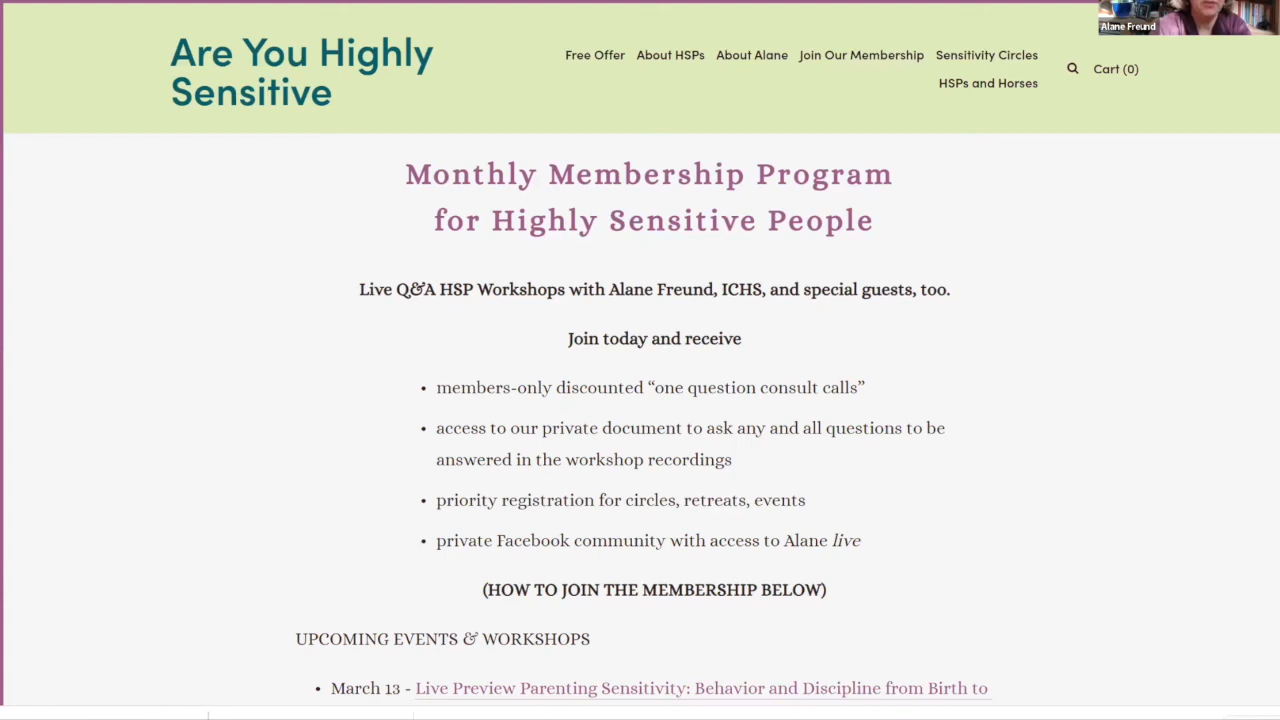 Alane Freund
Are You Highly
Sensitive
Free Offer About HSPs About Alane Join Our Membership Sensitivity Circles
HSPs and Horses
Cart (0)
Monthly Membership Program
for Highly Sensitive People
Live Q&A HSP Workshops with Alane Freund, ICHS, and special guests, too.
Join today and receive
• members-only discounted “one question consult calls”
• access to our private document to ask any and all questions to be
answered in the workshop recordings
• priority registration for circles, retreats, events
• private Facebook community with access to Alane live
(HOW TO JOIN THE MEMBERSHIP BELOW)
UPCOMING EVENTS & WORKSHOPS
• March 13 - Live Preview Parenting Sensitivity: Behavior and Discipline from Birth to